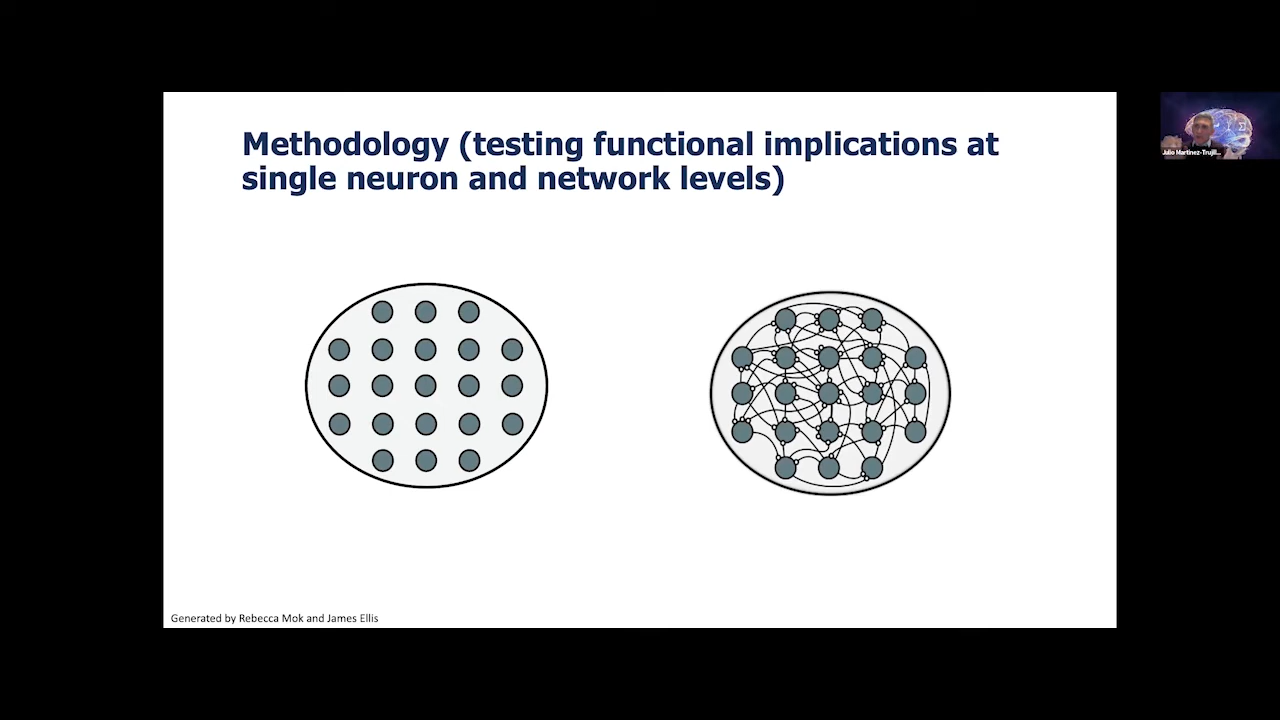 Methodology (testing functional implications at
single neuron and network levels)
Generated by Rebecca Mok and James Ellis
Julio Martinez-Trujill...